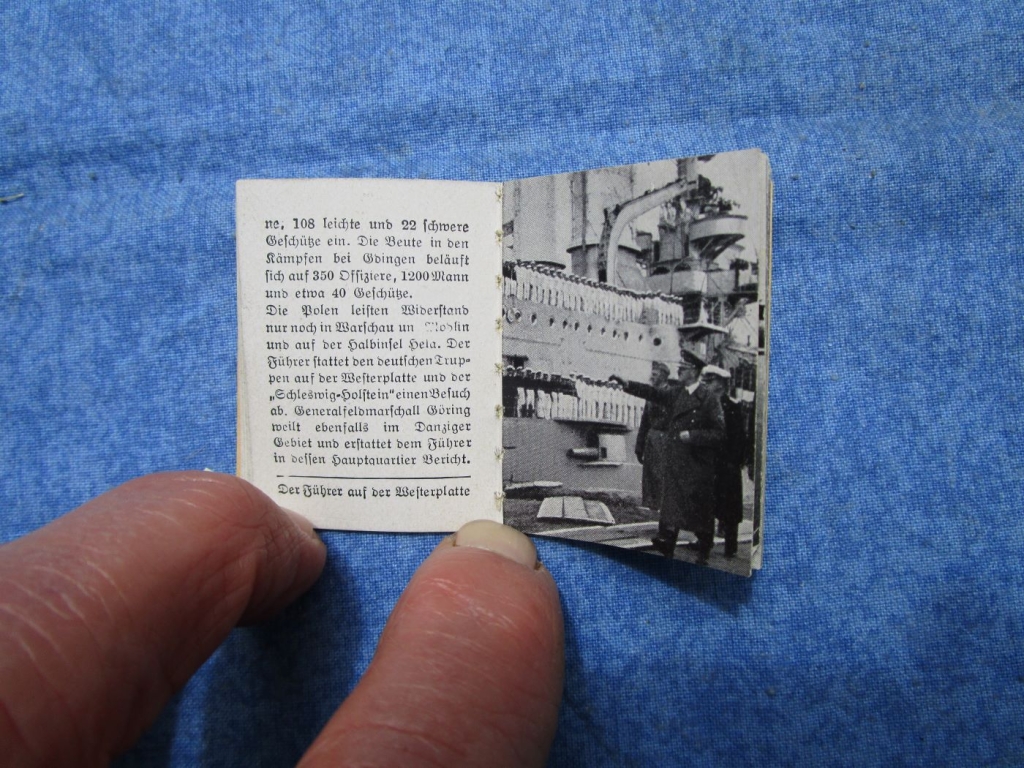 ne, 108 leichte und 22 schwere
Geschütze ein. Die Beute in den
Kämpfen bei Gdingen beläuft
sich auf 350 Offiziere, 1200 Mann
und etwa 40 Geschütze.
Die Polen leisten Widerstand
nur noch in Warschau un Modlin
und auf der Halbinsel Hela. Der
Führer stattet den deutschen Trup-
pen auf der Westerplatte und der
„Schleswig-Holstein“ einen Besuch
ab. Generalfeldmarschall Göring
weilt ebenfalls im Danziger
Gebiet und erstattet dem Führer
in dessen Hauptquartier Bericht.
Der Führer auf der Westerplatte